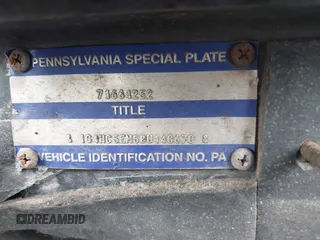 PENNSYLVANIA SPECIAL PLATE
71664252
TITLE
VEHICLE IDENTIFICATION NO. PA
DREAMBID